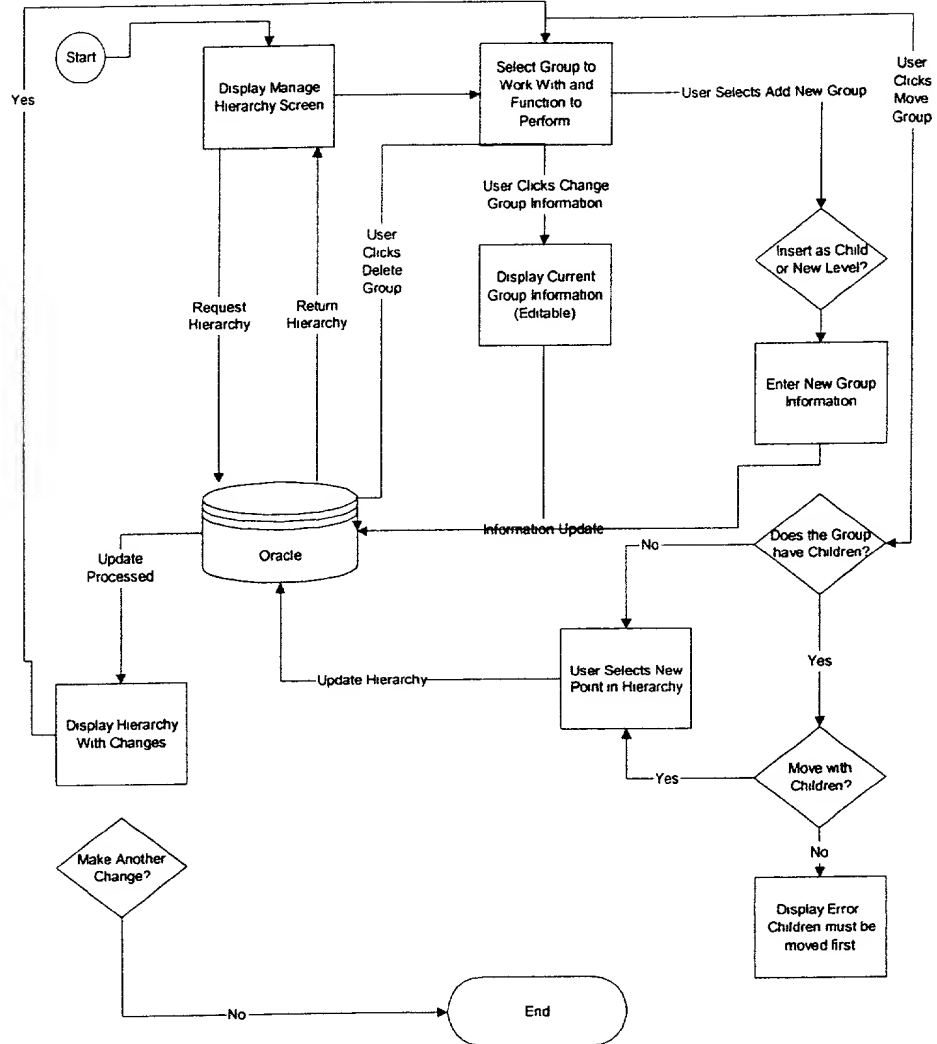 Start
Yes
Display Manage
Hierarchy Screen
Select Group to
Work With and
Function to
Perform
User Selects Add New Group
User
Clicks
Move
Group
User Clicks Change
Group Information
User
Clicks
Delete
Group
Insert as Child
or New Level?
Display Current
Group Information
(Editable)
Request
Hierarchy
Return
Hierarchy
Enter New Group
Information
Information Update
Oracle
Does the Group
have Children?
No
Update
Processed
Yes
User Selects New
Point in Hierarchy
Update Hierarchy
Display Hierarchy
With Changes
Move with
Children?
Yes
No
Make Another
Change?
Display Error
Children must be
moved first
No
End